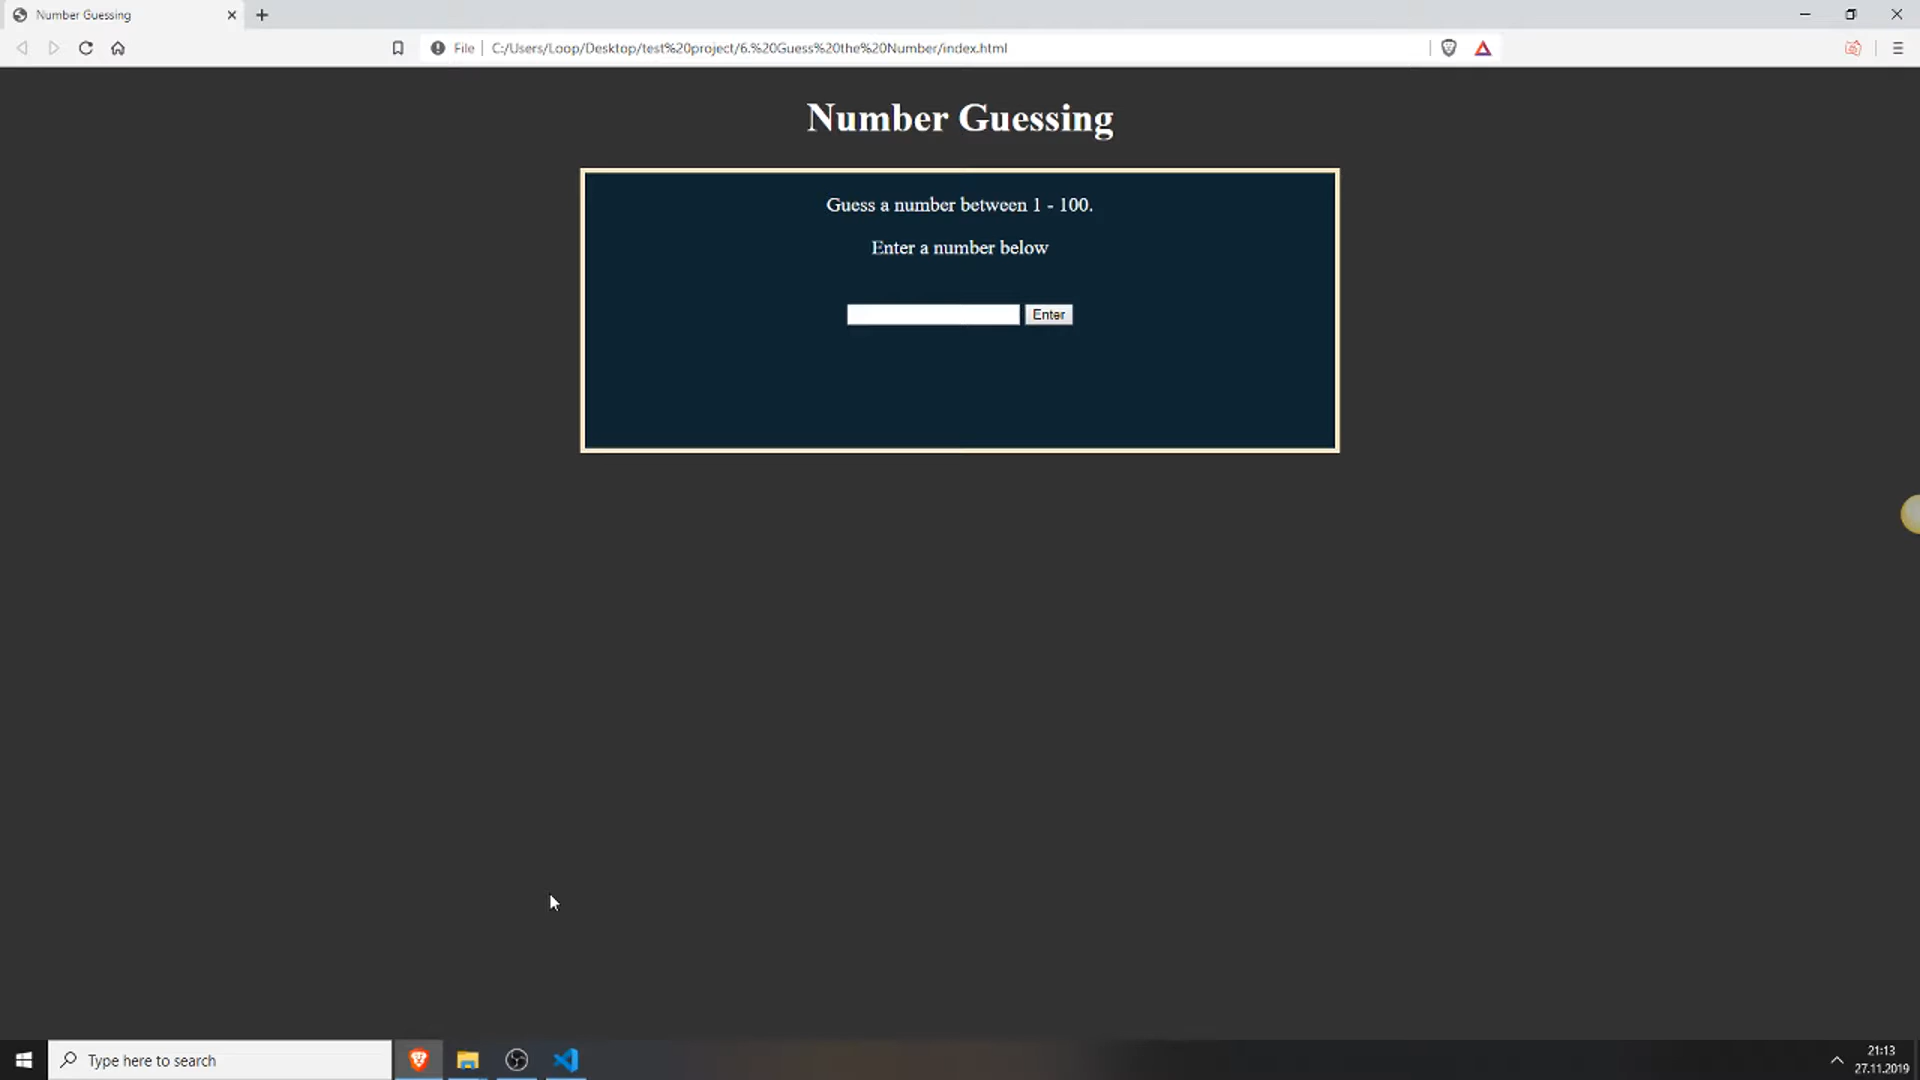 Number Guessing
File
C:/Users/Loop/Desktop/test%20project/6.%20Guess%20the%20Number/index.html
Number Guessing
Guess a number between 1 - 100.
Enter a number below
Enter
Type here to search
21:13
27.11.2019